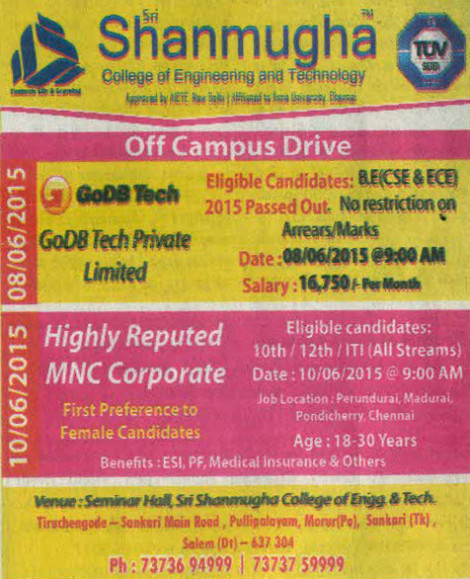 Sri
Shanmugha TM
College of Engineering and Technology
Approved by AICTE, New Delhi | Affiliated to Anna University, Chennai
TUV
SUD
Off Campus Drive
08/06/2015
GoDB Tech
GoDB Tech Private
Limited
Eligible Candidates: B.E(CSE & ECE)
2015 Passed Out. No restriction on
Arrears/Marks
Date : 08/06/2015 @9:00 AM
Salary : 16,750 /- Per Month
10/06/2015
Highly Reputed
MNC Corporate
First Preference to
Female Candidates
Eligible candidates:
10th / 12th / ITI (All Streams)
Date : 10/06/2015 @ 9:00 AM
Job Location : Perundurai, Madurai,
Pondicherry, Chennai
Age : 18-30 Years
Benefits : ESI, PF, Medical Insurance & Others
Venue : Seminar Hall, Sri Shanmugha College of Engg. & Tech.
Tiruchengode – Sankari Main Road , Pullipalayam, Morur(Po), Sankari (Tk) ,
Salem (Dt) – 637 304
Ph : 73736 94999 | 73737 59999